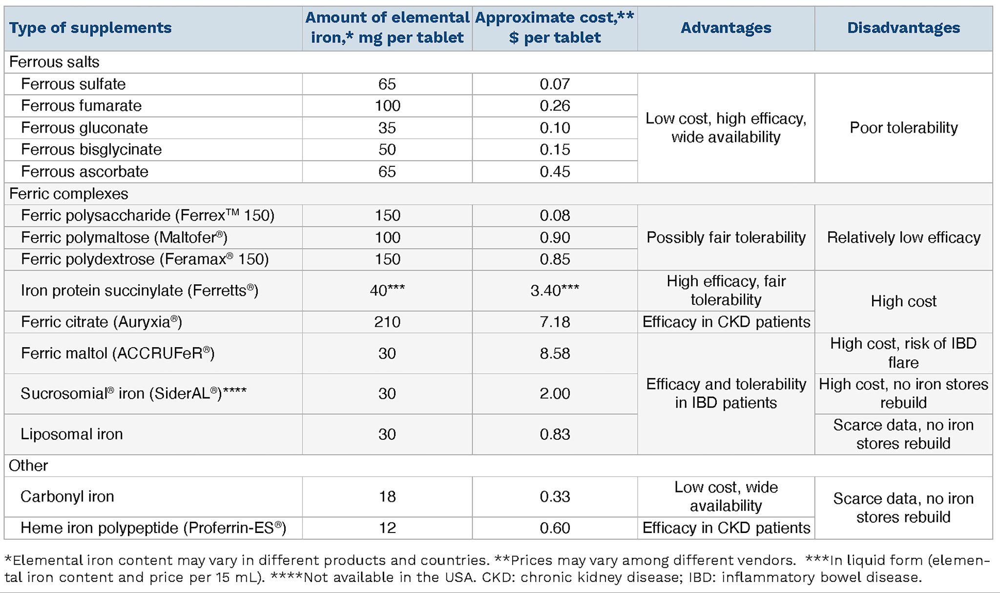 Type of supplements
Amount of elemental
iron,* mg per tablet
Approximate cost,**
$ per tablet
Advantages
Disadvantages
Ferrous salts
Ferrous sulfate 65 0.07
Ferrous fumarate 100 0.26
Ferrous gluconate 35 0.10
Ferrous bisglycinate 50 0.15
Ferrous ascorbate 65 0.45
Low cost, high efficacy,
wide availability
Poor tolerability
Ferric complexes
Ferric polysaccharide (Ferrex™ 150) 150 0.08
Ferric polymaltose (Maltofer®) 100 0.90
Ferric polydextrose (Feramax® 150) 150 0.85
Possibly fair tolerability
Relatively low efficacy
Iron protein succinylate (Ferretts®) 40*** 3.40***
High efficacy, fair
tolerability
Ferric citrate (Auryxia®) 210 7.18 Efficacy in CKD patients
High cost
Ferric maltol (ACCRUFeR®) 30 8.58
High cost, risk of IBD
flare
Sucrosomial® iron (SiderAL®)**** 30 2.00
Efficacy and tolerability
in IBD patients
High cost, no iron stores
rebuild
Liposomal iron 30 0.83
Scarce data, no iron
stores rebuild
Other
Carbonyl iron 18 0.33
Low cost, wide
availability
Heme iron polypeptide (Proferrin-ES®) 12 0.60 Efficacy in CKD patients
Scarce data, no iron
stores rebuild
*Elemental iron content may vary in different products and countries. **Prices may vary among different vendors. ***In liquid form (elemen-
tal iron content and price per 15 mL). ****Not available in the USA. CKD: chronic kidney disease; IBD: inflammatory bowel disease.